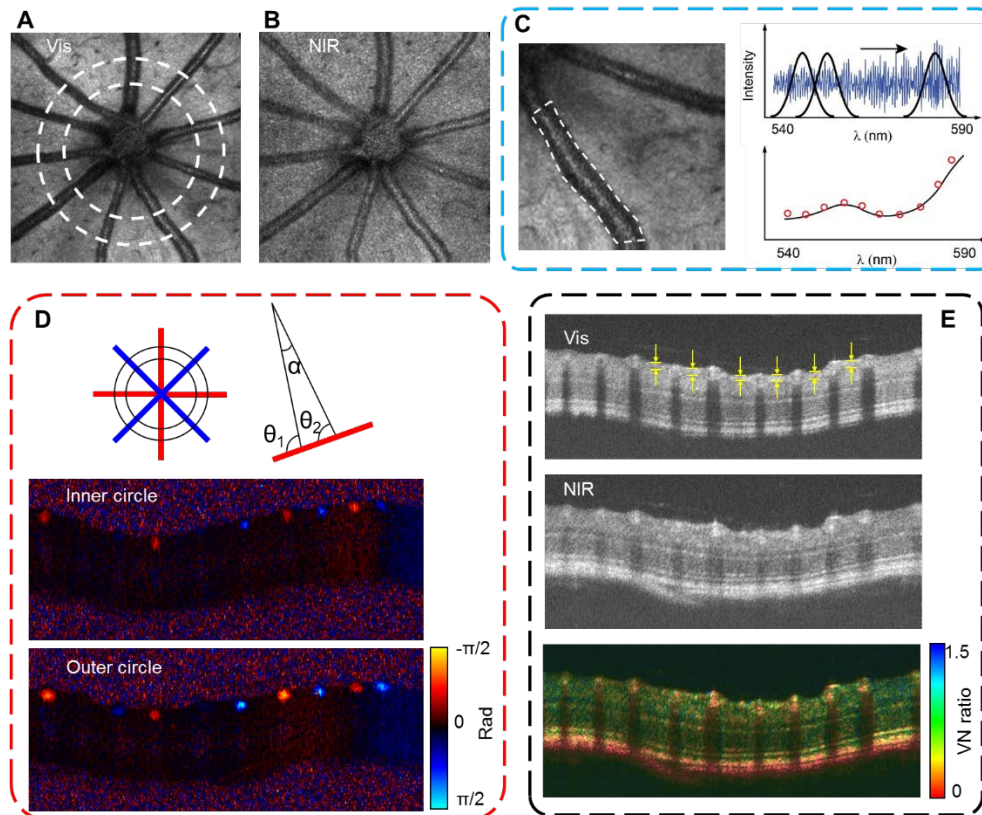 A
Vis
B
NIR
C
Intensity
540
590
λ (nm)
540
590
λ (nm)
D
α
θ1
θ2
Inner circle
Outer circle
-π/2
0
π/2
Rad
E
Vis
NIR
1.5
0
VN ratio